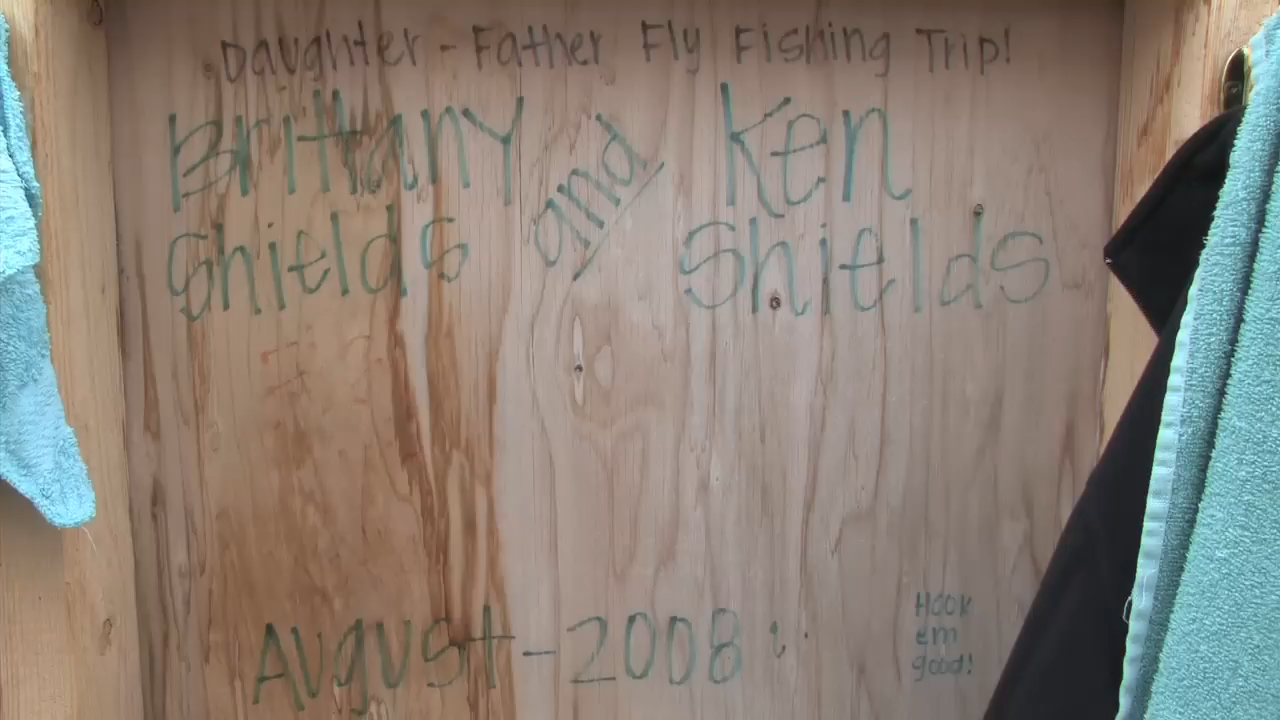 Daughter - Father Fly Fishing Trip!
Brittany and Ken
Shields Shields
August - 2008
Hook
em
good!